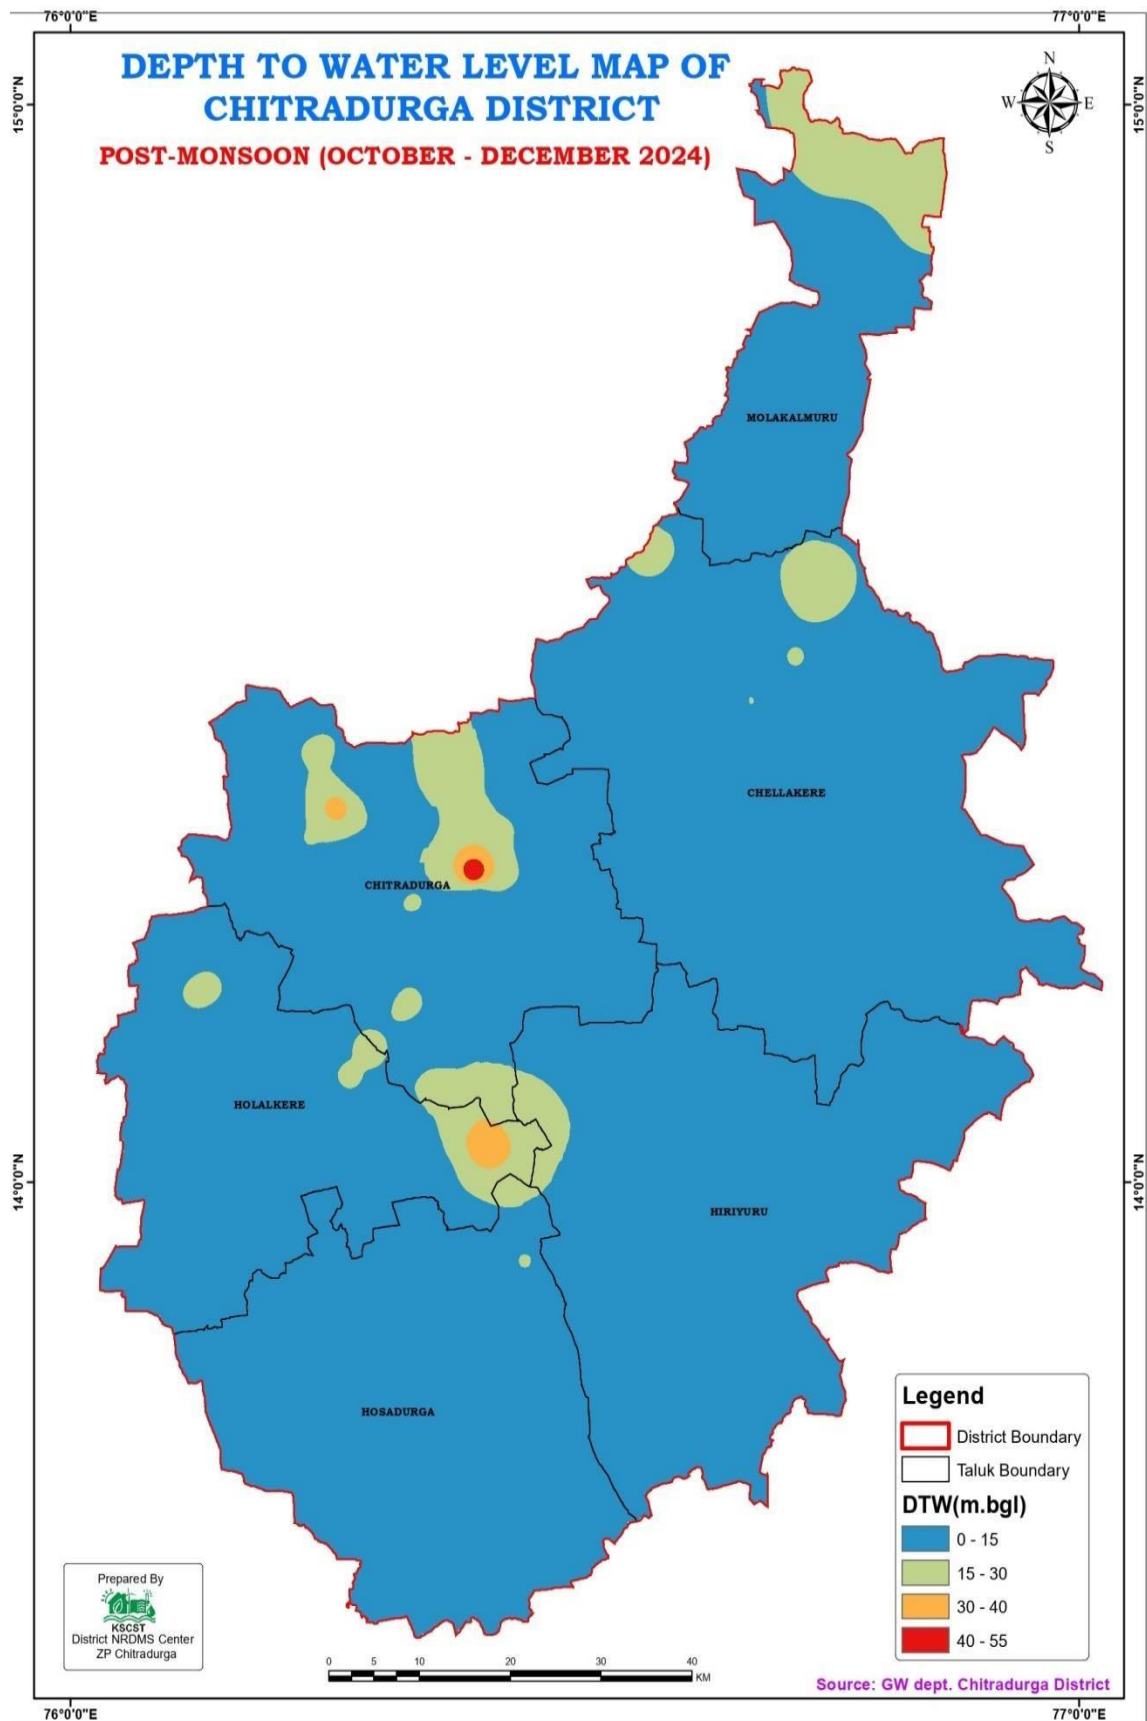 76°0'0"E
77°0'0"E
DEPTH TO WATER LEVEL MAP OF
CHITRADURGA DISTRICT
POST-MONSOON (OCTOBER - DECEMBER 2024)
N
W
E
S
15°0'0"N
15°0'0"N
MOLAKALMURU
CHELLAKERE
CHITRADURGA
HOLALKERE
14°0'0"N
14°0'0"N
HIRIYURU
HOSADURGA
Legend
District Boundary
Taluk Boundary
DTW(m.bgl)
0 - 15
15 - 30
30 - 40
40 - 55
Prepared By
KSCST
District NRDMS Center
ZP Chitradurga
0 5 10 20 30 40
KM
Source: GW dept. Chitradurga District
76°0'0"E
77°0'0"E